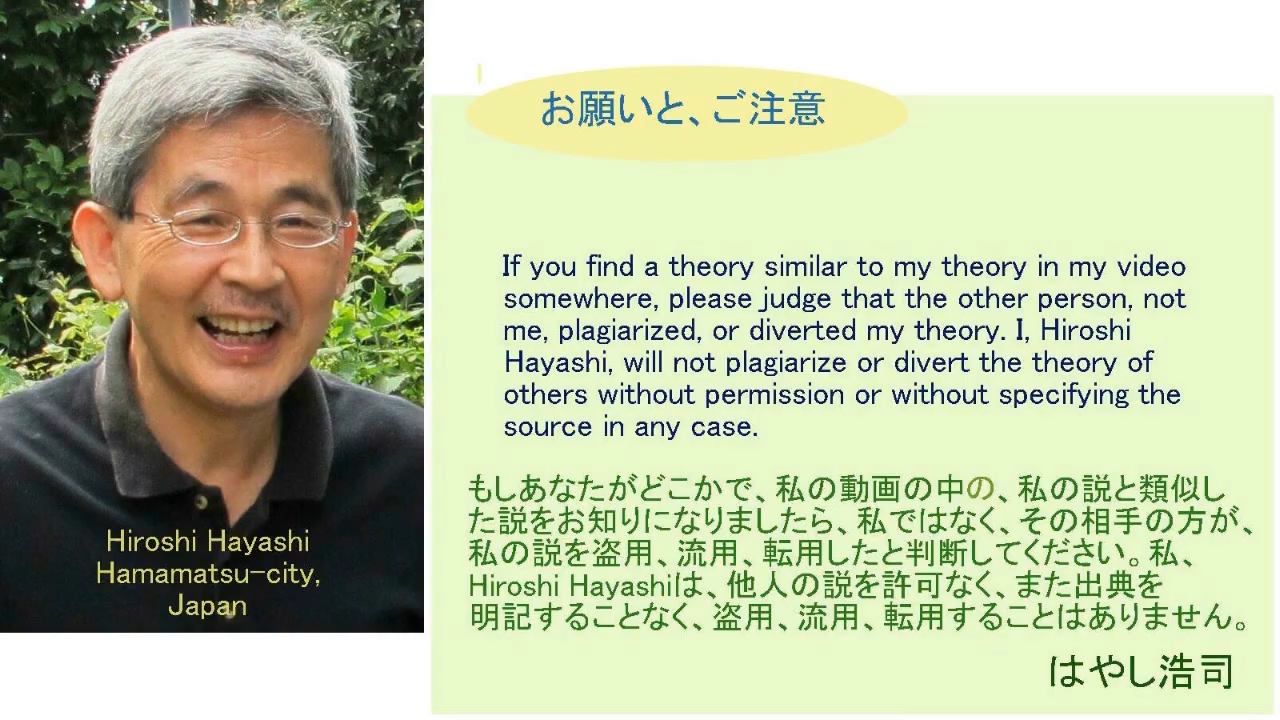 お願いと、ご注意
If you find a theory similar to my theory in my video
somewhere, please judge that the other person, not
me, plagiarized, or diverted my theory. I, Hiroshi
Hayashi, will not plagiarize or divert the theory of
others without permission or without specifying the
source in any case.
もしあなたがどこかで、私の動画の中の、私の説と類似し
た説をお知りになりましたら、私ではなく、その相手の方が、
私の説を盗用、流用、転用したと判断してください。私、
Hiroshi Hayashiは、他人の説を許可なく、また出典を
明記することなく、盗用、流用、転用することはありません。
はやし浩司
Hiroshi Hayashi
Hamamatsu-city,
Japan